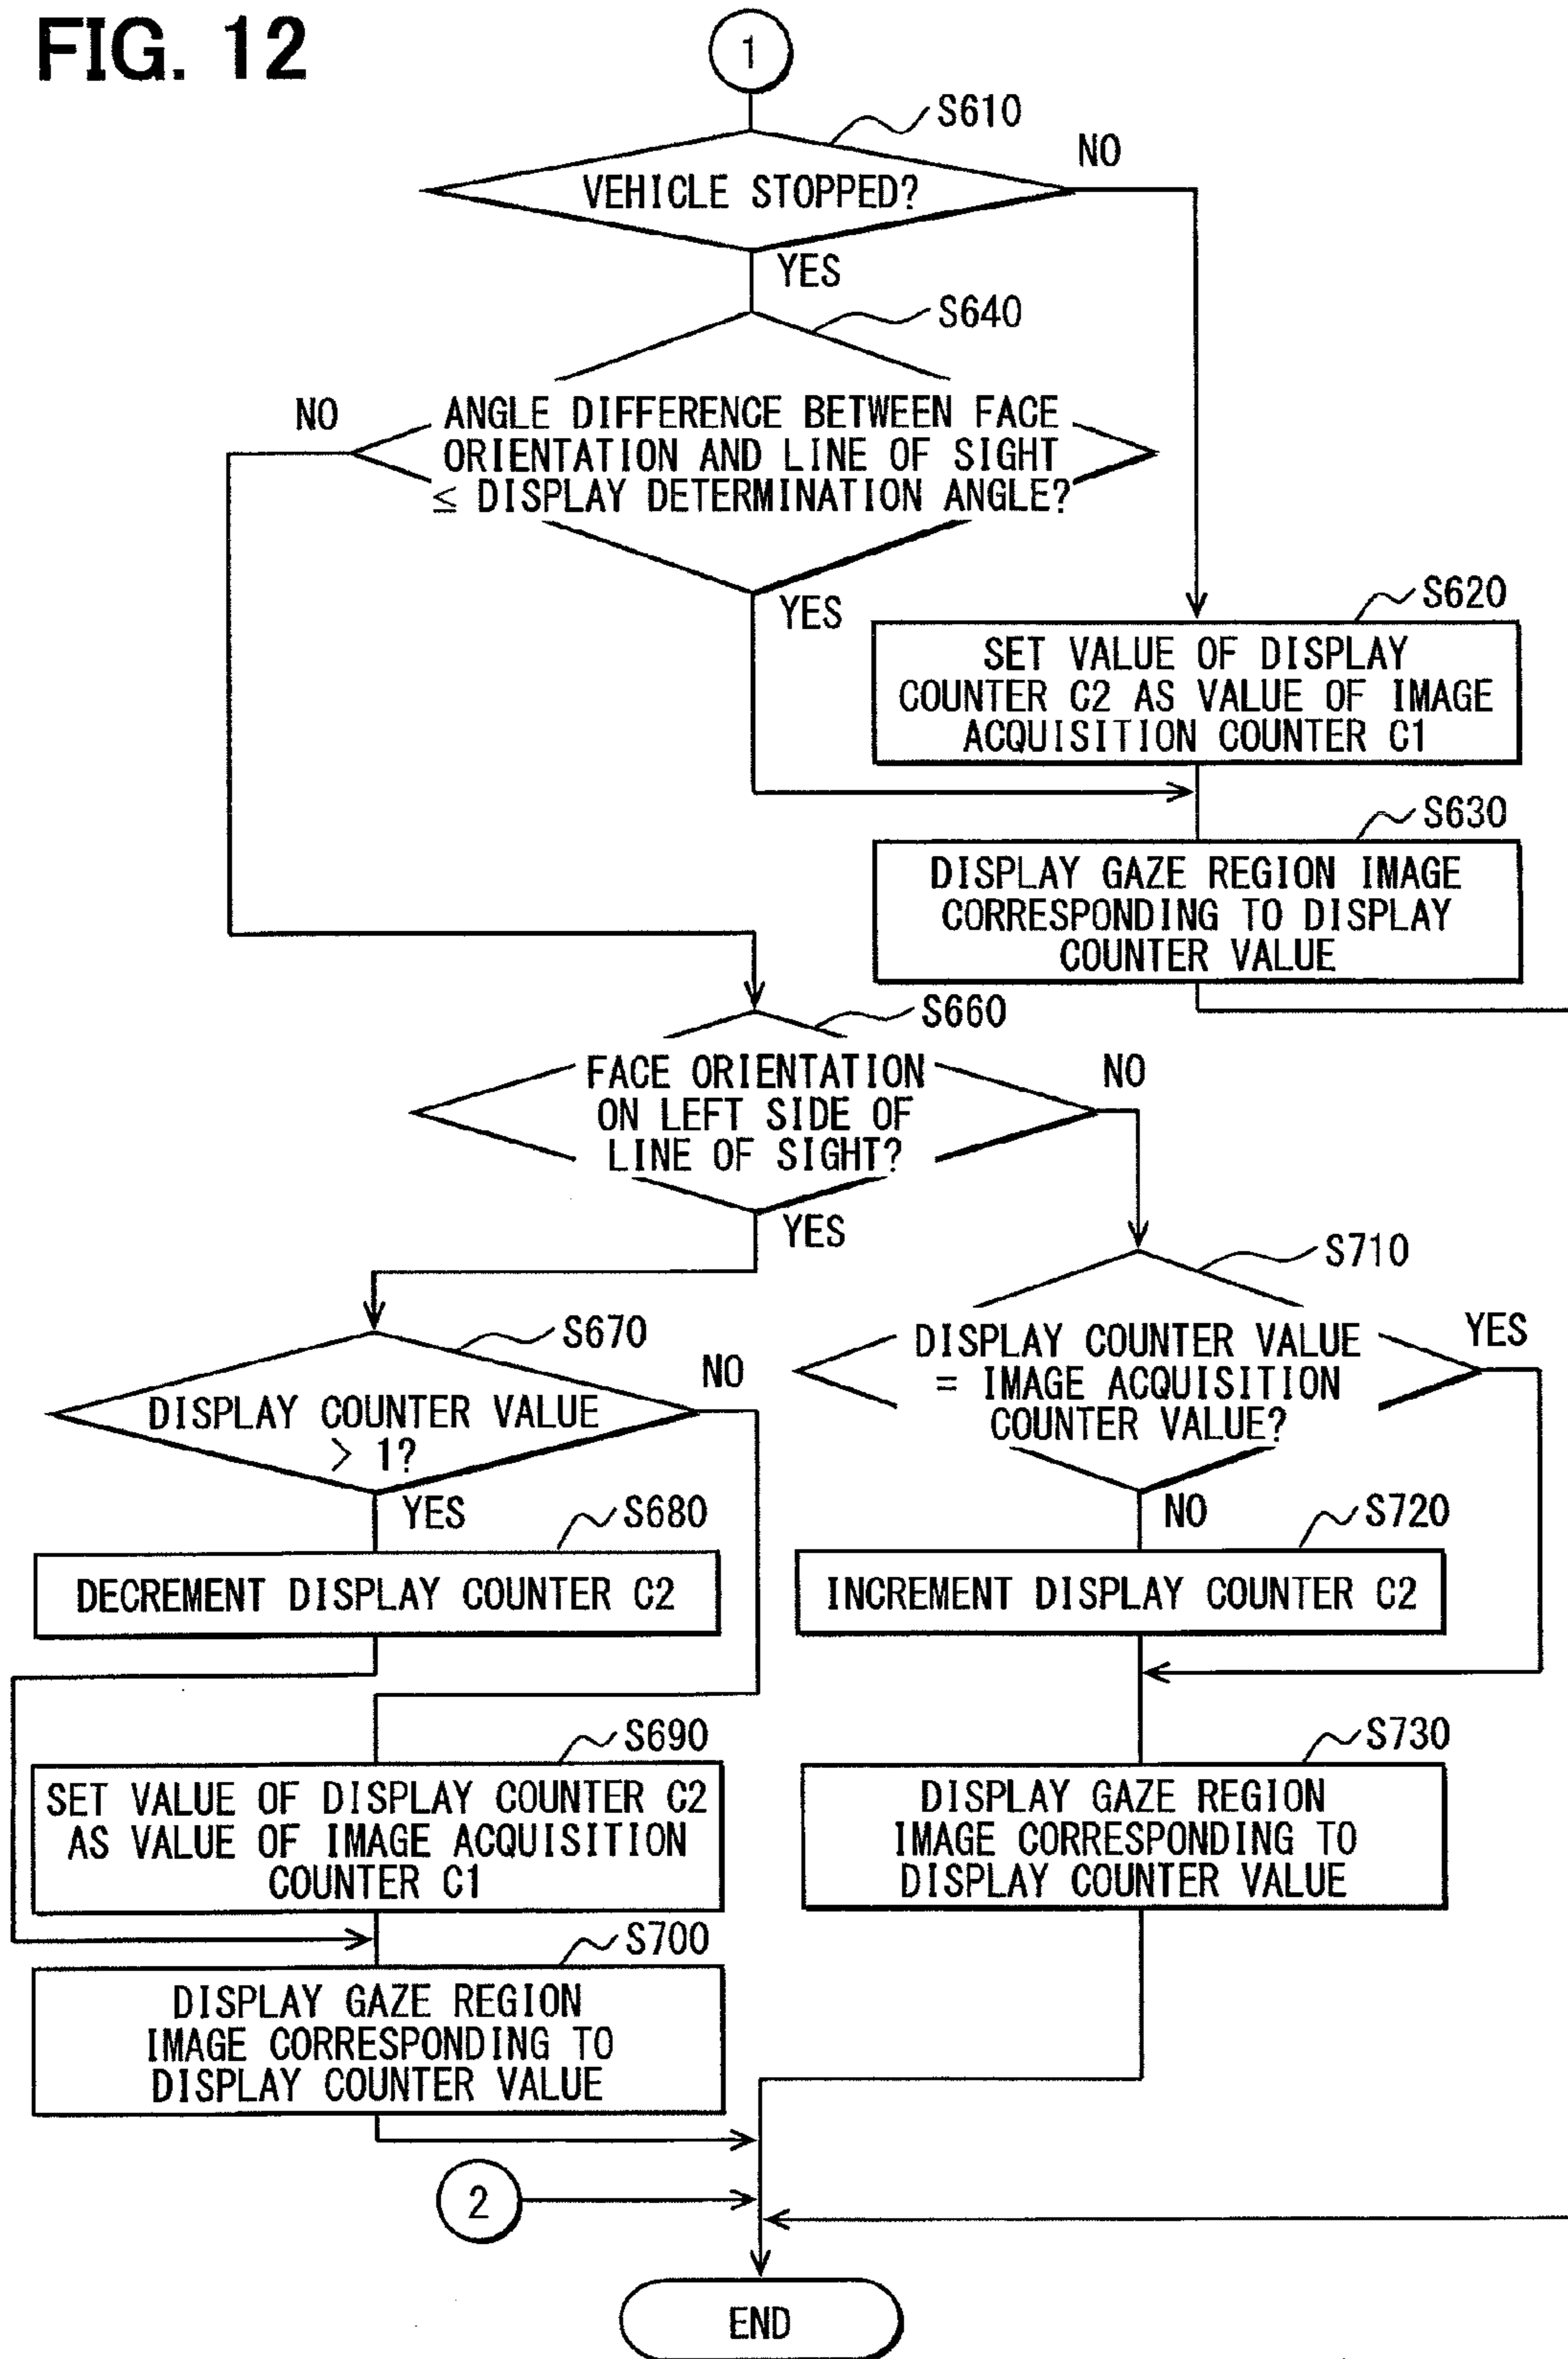 FIG. 12
1
S610
VEHICLE STOPPED?
NO
YES
S640
NO
ANGLE DIFFERENCE BETWEEN FACE
ORIENTATION AND LINE OF SIGHT
≤ DISPLAY DETERMINATION ANGLE?
YES
S620
SET VALUE OF DISPLAY
COUNTER C2 AS VALUE OF IMAGE
ACQUISITION COUNTER C1
S630
DISPLAY GAZE REGION IMAGE
CORRESPONDING TO DISPLAY
COUNTER VALUE
S660
FACE ORIENTATION
ON LEFT SIDE OF
LINE OF SIGHT?
NO
YES
S670
DISPLAY COUNTER VALUE
> 1?
NO
YES
S680
DECREMENT DISPLAY COUNTER C2
S690
SET VALUE OF DISPLAY COUNTER C2
AS VALUE OF IMAGE ACQUISITION
COUNTER C1
S700
DISPLAY GAZE REGION
IMAGE CORRESPONDING TO
DISPLAY COUNTER VALUE
S710
DISPLAY COUNTER VALUE
= IMAGE ACQUISITION
COUNTER VALUE?
YES
NO
S720
INCREMENT DISPLAY COUNTER C2
S730
DISPLAY GAZE REGION
IMAGE CORRESPONDING TO
DISPLAY COUNTER VALUE
2
END